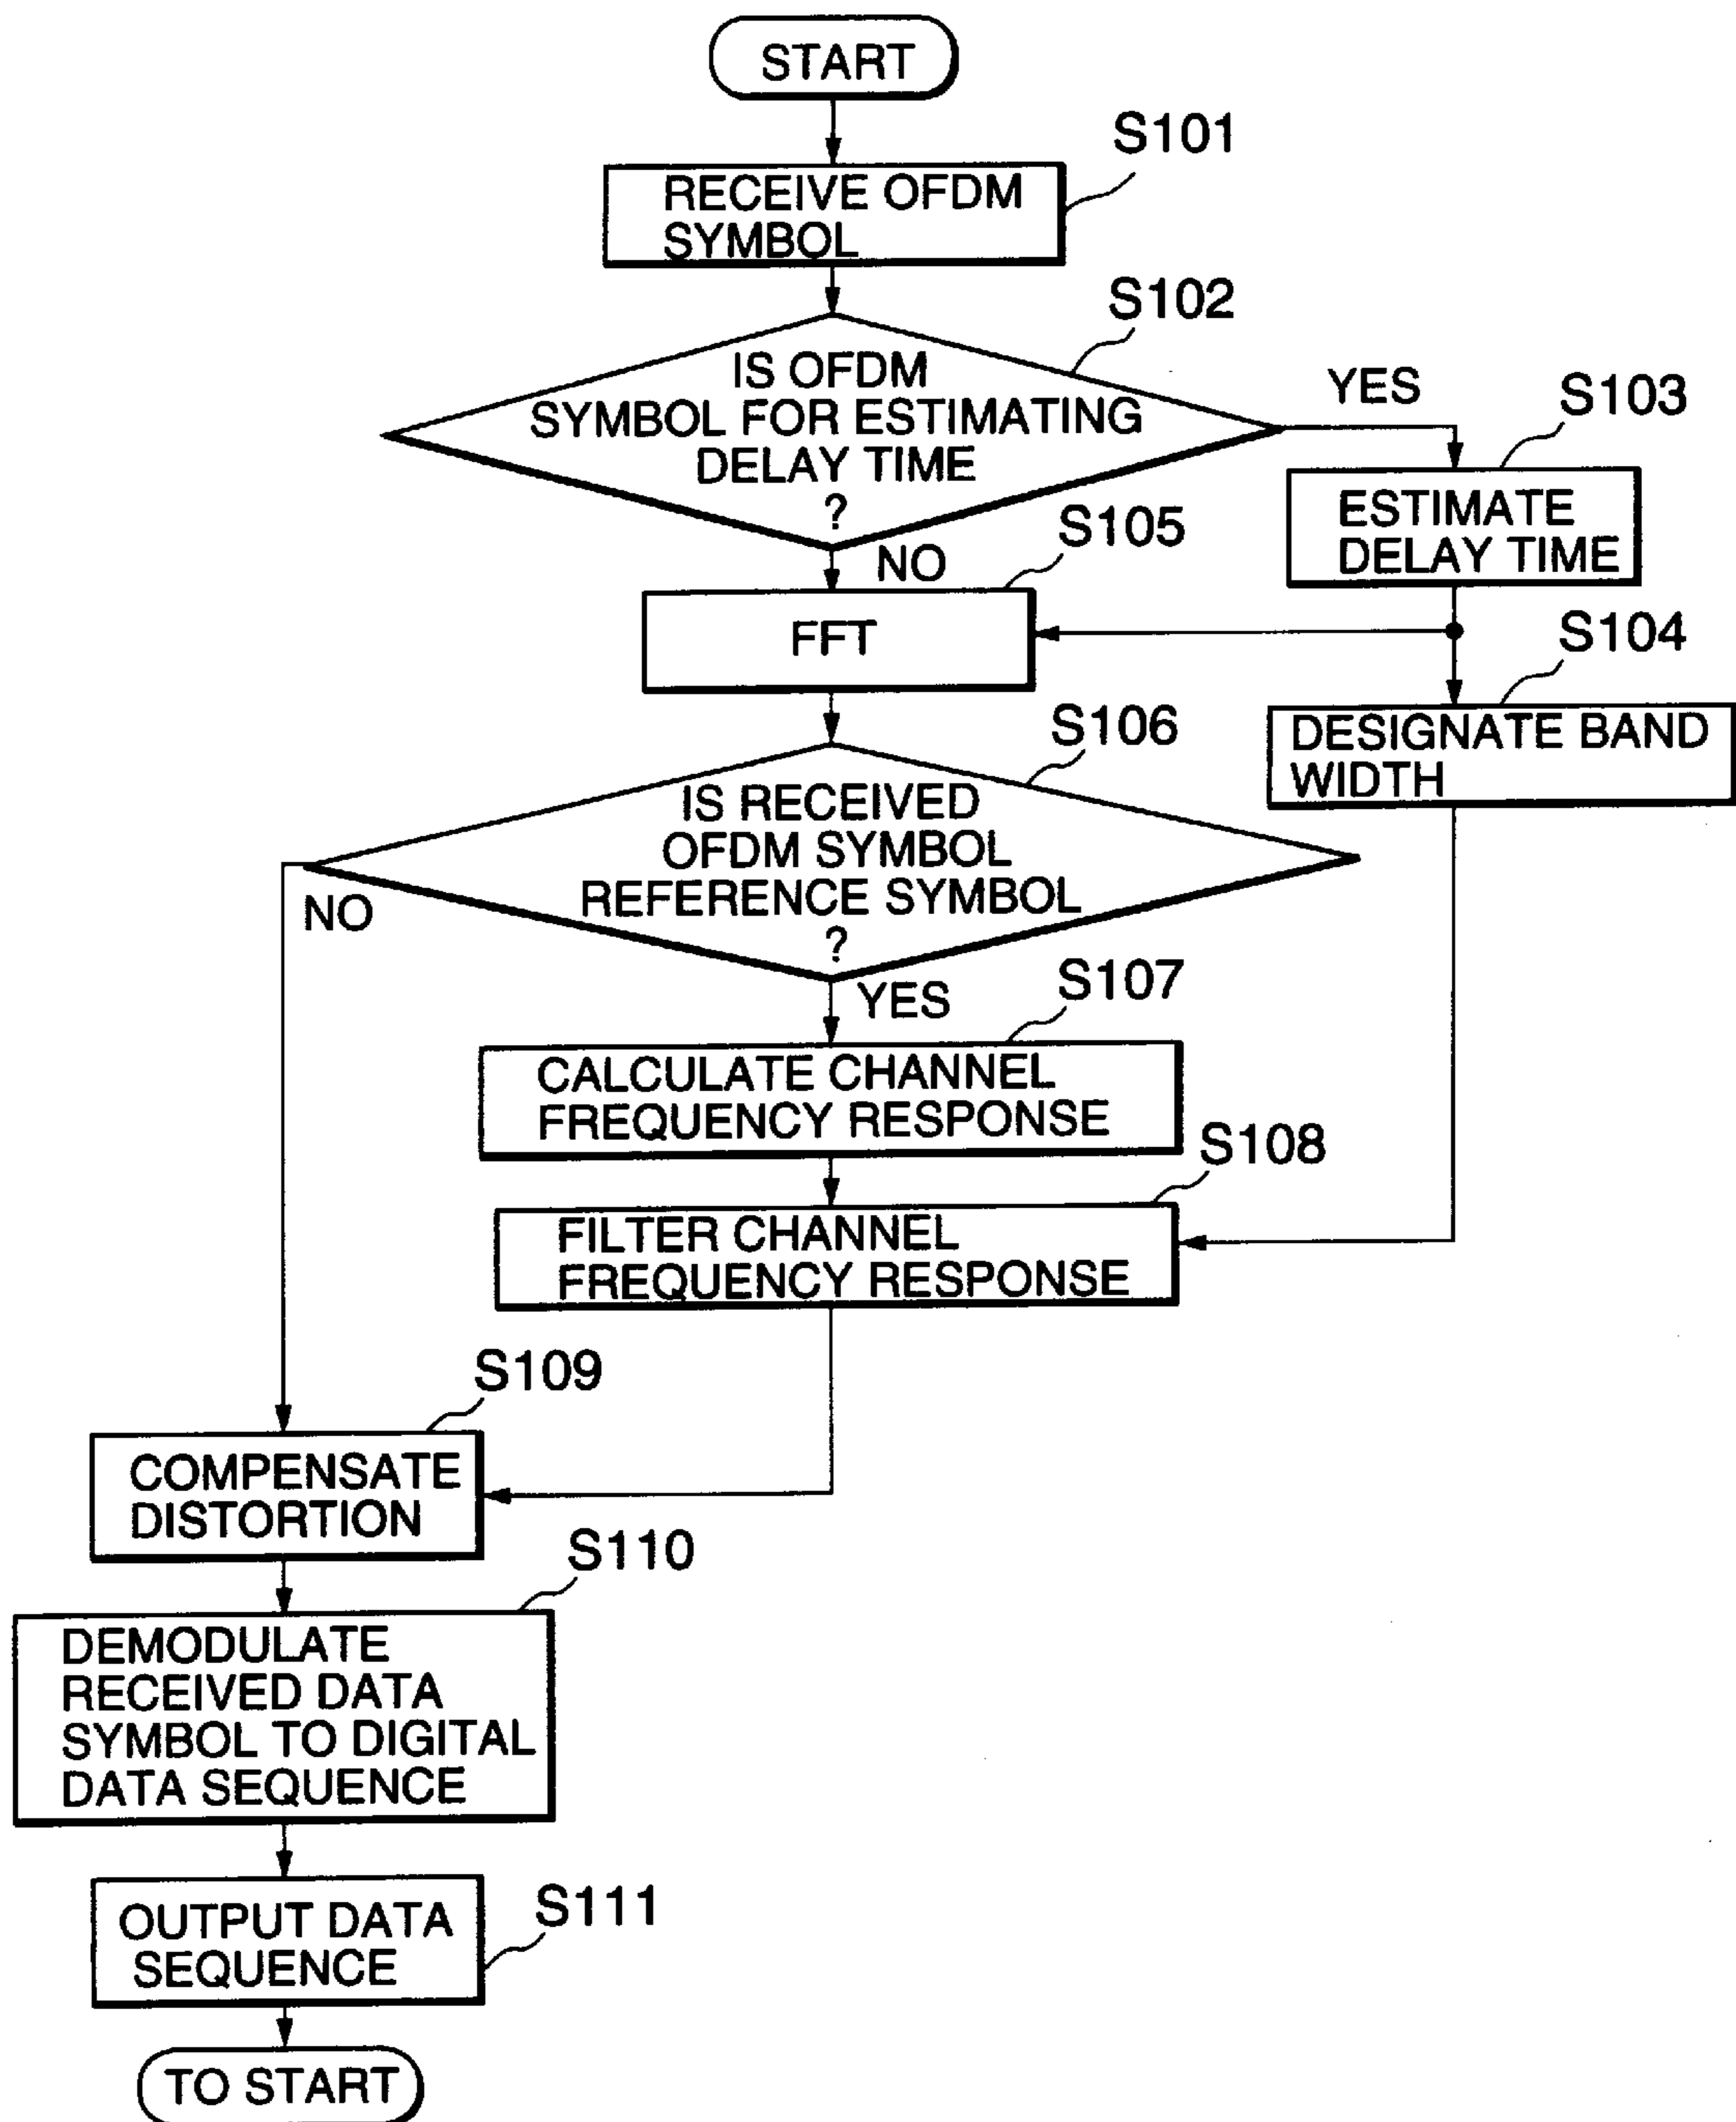 START
S101
RECEIVE OFDM
SYMBOL
S102
IS OFDM
SYMBOL FOR ESTIMATING
DELAY TIME
?
YES
S103
ESTIMATE
DELAY TIME
NO
S105
FFT
S104
DESIGNATE BAND
WIDTH
S106
IS RECEIVED
OFDM SYMBOL
REFERENCE SYMBOL
?
NO
YES
S107
CALCULATE CHANNEL
FREQUENCY RESPONSE
S108
FILTER CHANNEL
FREQUENCY RESPONSE
S109
COMPENSATE
DISTORTION
S110
DEMODULATE
RECEIVED DATA
SYMBOL TO DIGITAL
DATA SEQUENCE
S111
OUTPUT DATA
SEQUENCE
TO START